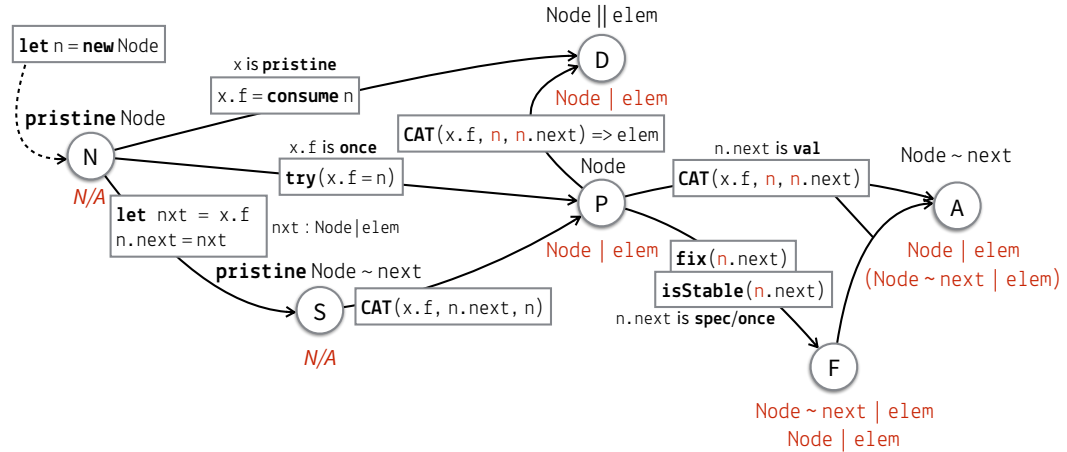 Node || elem
let n = new Node
D
x is pristine
x.f = consume n
Node | elem
pristine Node
CAT(x.f, n, n.next) => elem
N
x.f is once
try(x.f = n)
N/A
Node
n.next is val
CAT(x.f, n, n.next)
Node ~ next
P
A
let nxt = x.f
n.next = nxt
nxt : Node|elem
Node | elem
Node | elem
(Node ~ next | elem)
pristine Node ~ next
fix(n.next)
isStable(n.next)
n.next is spec/once
S
CAT(x.f, n.next, n)
N/A
F
Node ~ next | elem
Node | elem